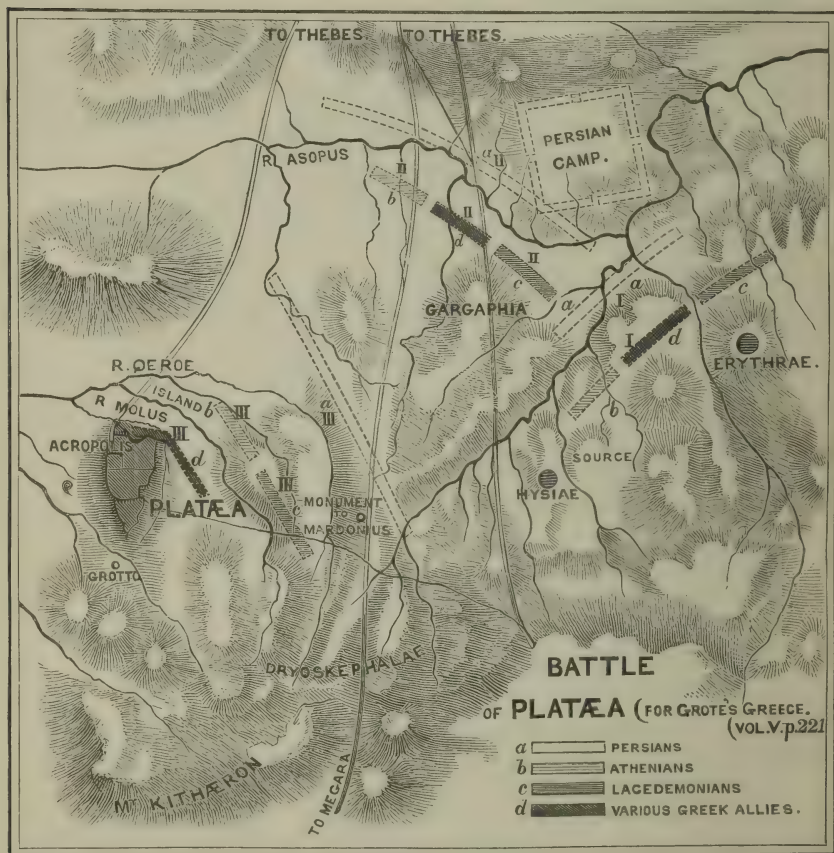 TO THEBES. TO THEBES.
PERSIAN
CAMP.
R. ASOPUS
a II
II
b
II
d
II
c
GARGAPHIA
a
a
I
c
I
d
ERYTHRAE.
b
SOURCE
HYSIAE
R. OEROE
ISLAND b
III
R MOLUS
a
III
ACROPOLIS
III
d
III
c
PLATÆA
MONUMENT
TO
MARDONIUS
GROTTO
DRYOSKEPHALAE
MT KITHÆRON
TO MEGARA
BATTLE
OF PLATÆA (FOR GROTE'S GREECE.
(VOL.V.p.221
a PERSIANS
b ATHENIANS
c LACEDEMONIANS
d VARIOUS GREEK ALLIES.